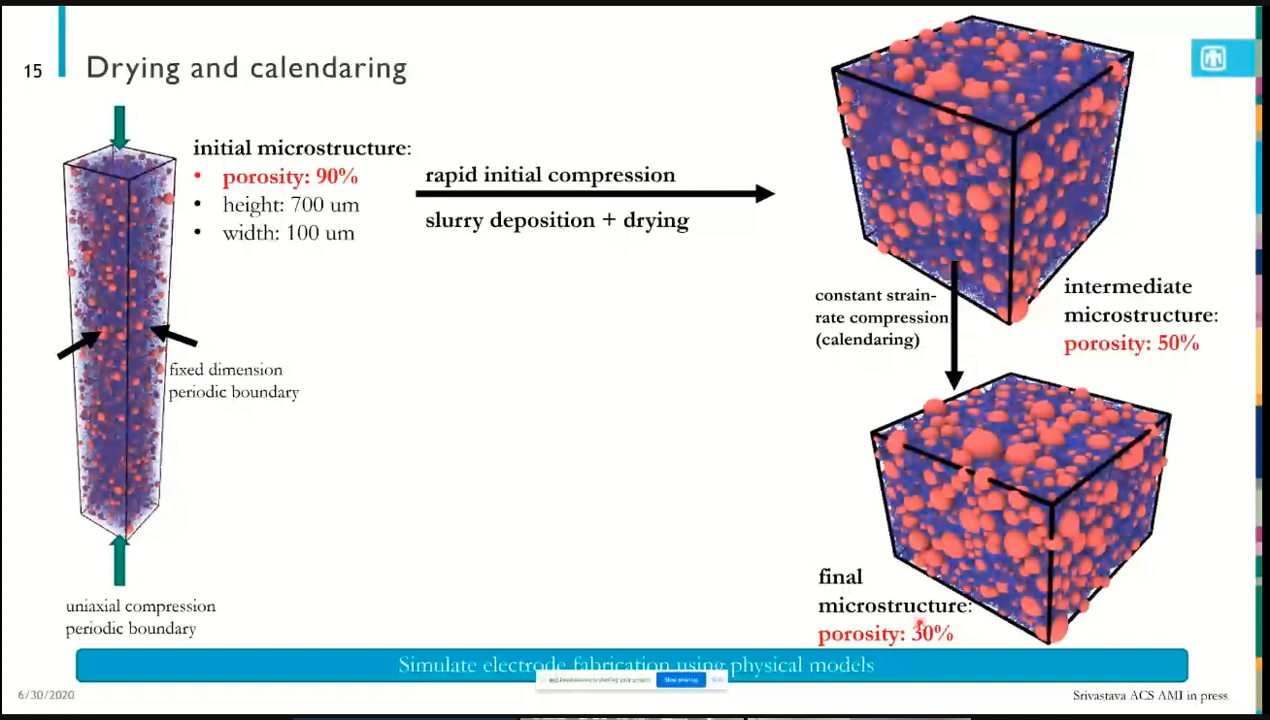 15
Drying and calendaring
initial microstructure:
• porosity: 90%
• height: 700 um
• width: 100 um
rapid initial compression
slurry deposition + drying
fixed dimension
periodic boundary
constant strain-
rate compression
(calendaring)
intermediate
microstructure:
porosity: 50%
uniaxial compression
periodic boundary
final
microstructure:
porosity: 30%
Simulate electrode fabrication using physical models
Stop sharing
6/30/2020
Srivastava ACS AMI in press